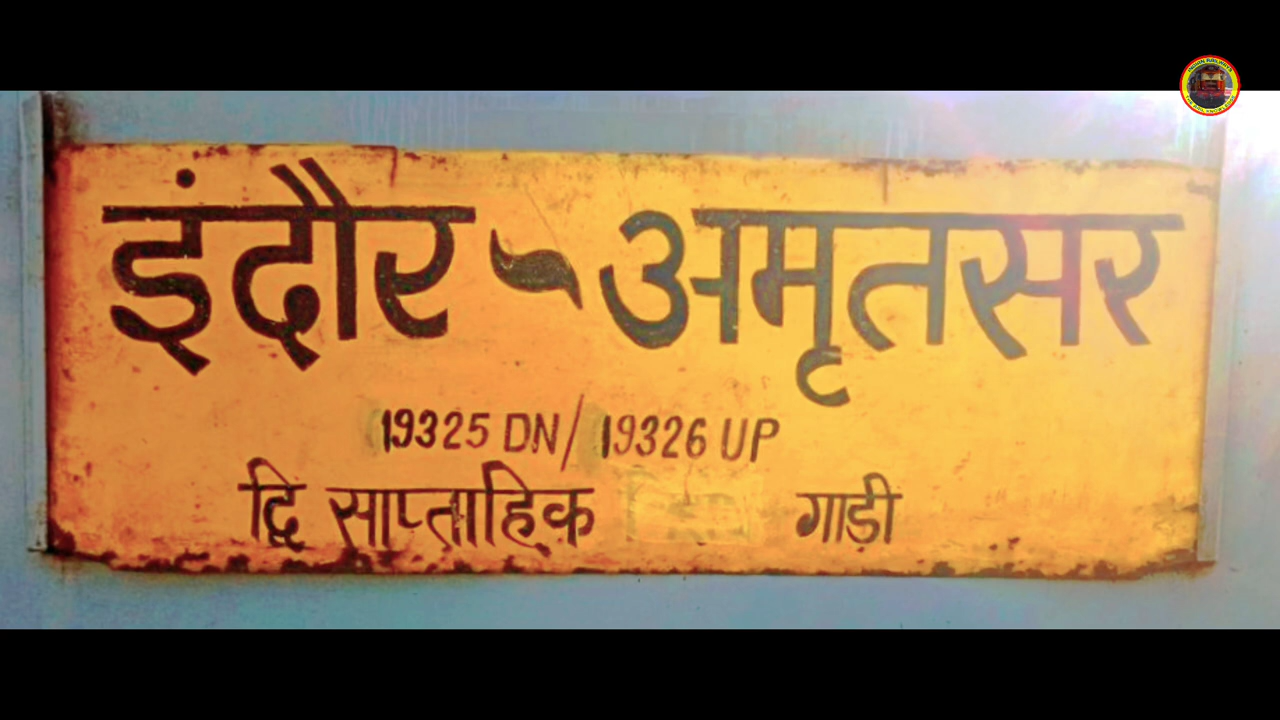 इंदौर - अमृतसर
19325 DN/ 19326 UP
द्वि साप्ताहिक गाड़ी